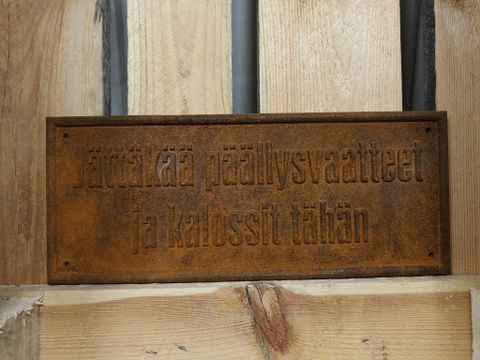 Jättäkää päällysvaatteet
ja kalossit tähän